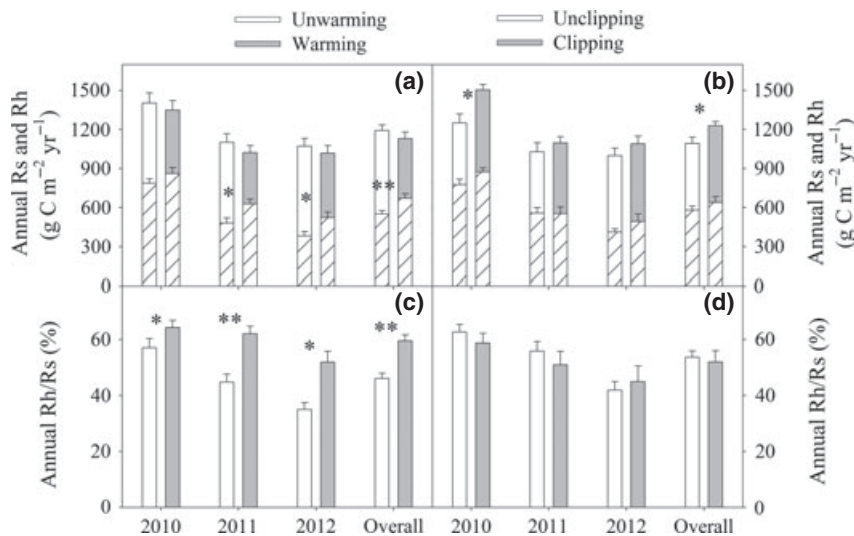 Unwarming Unclipping
Warming Clipping
(a) (b)
Annual Rs and Rh
(g C m⁻² yr⁻¹)
1500
1200
900
600
300
0
* * **
* *
1500
1200
900
600
300
0
Annual Rs and Rh
(g C m⁻² yr⁻¹)
(c) (d)
Annual Rh/Rs (%)
60
40
20
0
* ** * **
60
40
20
0
Annual Rh/Rs (%)
2010 2011 2012 Overall 2010 2011 2012 Overall